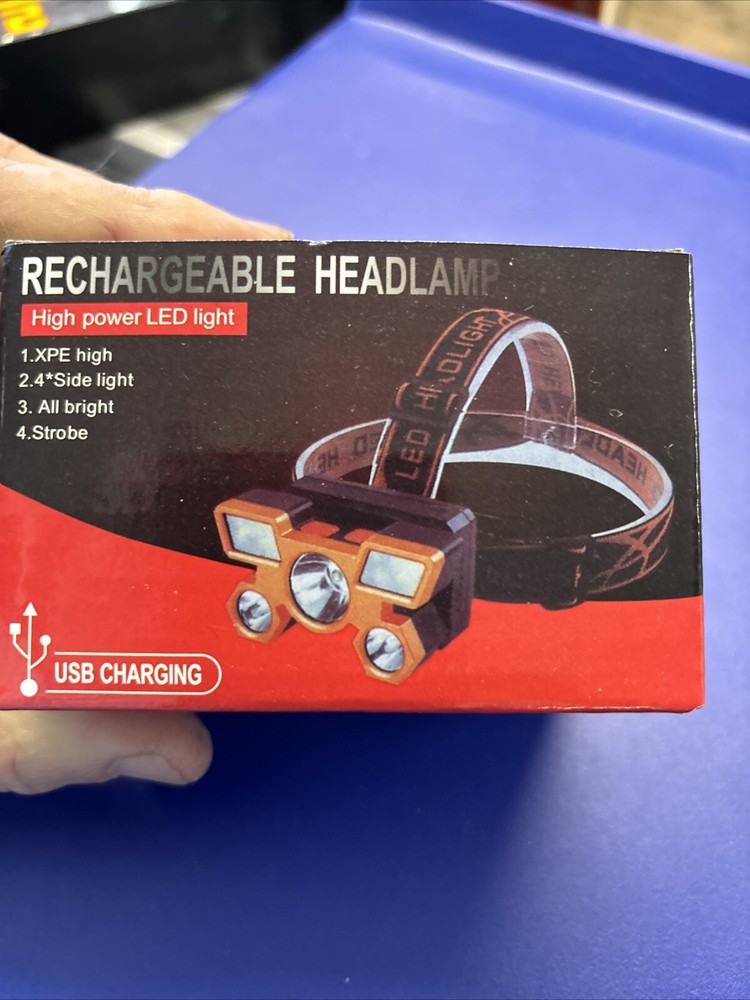 RECHARGEABLE HEADLAMP
High power LED light
1.XPE high
2.4*Side light
3. All bright
4.Strobe
LED HEADLIGHT
USB CHARGING